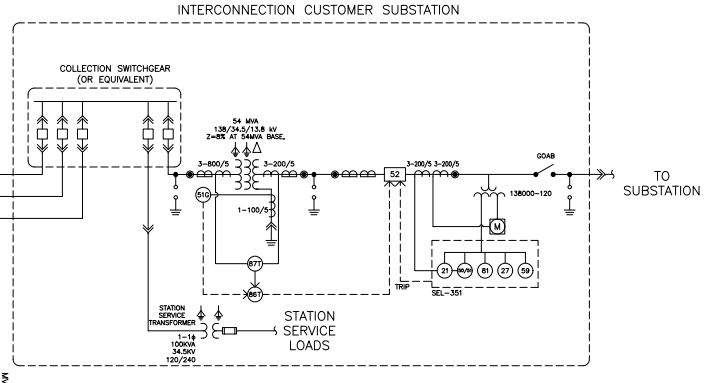 INTERCONNECTION CUSTOMER SUBSTATION
COLLECTION SWITCHGEAR
(OR EQUIVALENT)
54 MVA
138/34.5/13.8 kV
Z=8% AT 54MVA BASE.
3-800/5
3-200/5
52
3-200/5 3-200/5
GOAB
TO
SUBSTATION
51G
1-100/5
138000-120
M
87T
86T
21
50/51
81
27
59
TRIP
SEL-351
STATION
SERVICE
TRANSFORMER
1-1ϕ
100KVA
34.5KV
120/240
STATION
SERVICE
LOADS